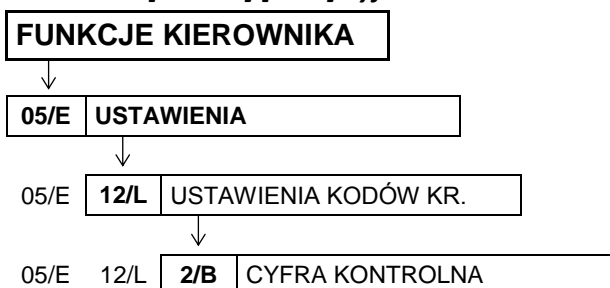 FUNKCJE KIEROWNIKA
05/E USTAWIENIA
05/E 12/L USTAWIENIA KODÓW KR.
05/E 12/L 2/B CYFRA KONTROLNA